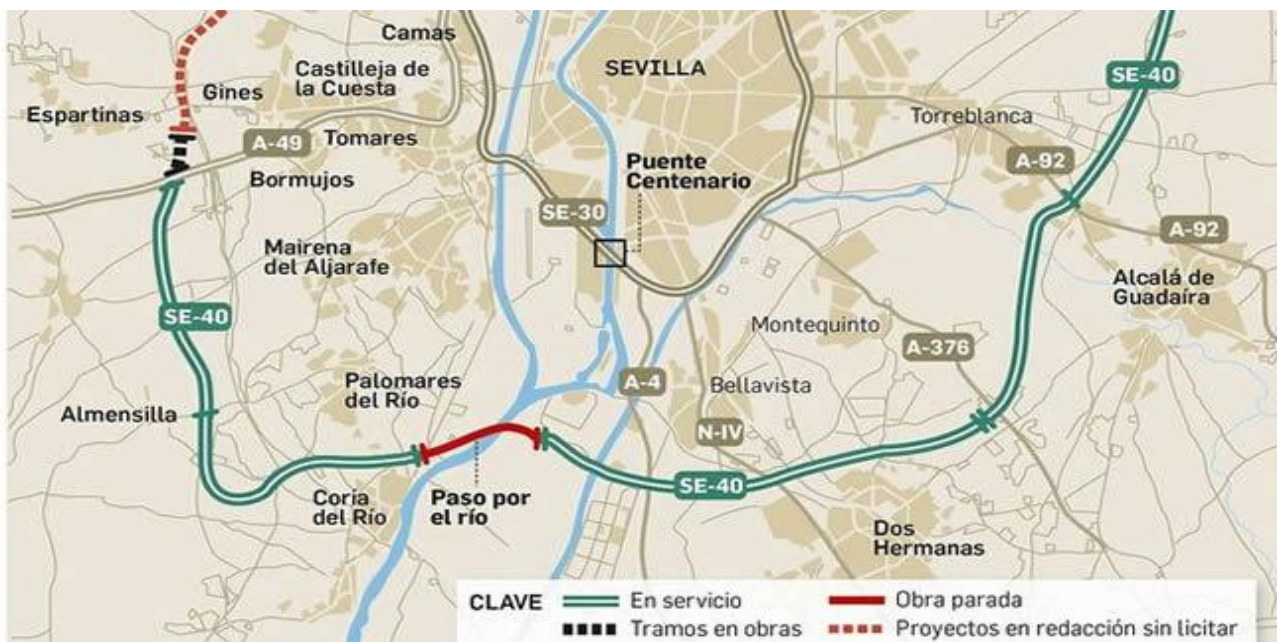 Camas
SEVILLA
SE-40
Castilleja de
la Cuesta
Gines
Espartinas
Torreblanca
A-49
Tomares
A-92
Puente
Centenario
Bormujos
SE-30
A-92
Mairena
del Aljarafe
Alcalá de
Guadaíra
SE-40
Montequinto
A-376
Palomares
del Río
A-4
Bellavista
Almensilla
N-IV
SE-40
Coria
del Río
Paso por
el río
Dos
Hermanas
CLAVE
En servicio
Obra parada
Tramos en obras
Proyectos en redacción sin licitar